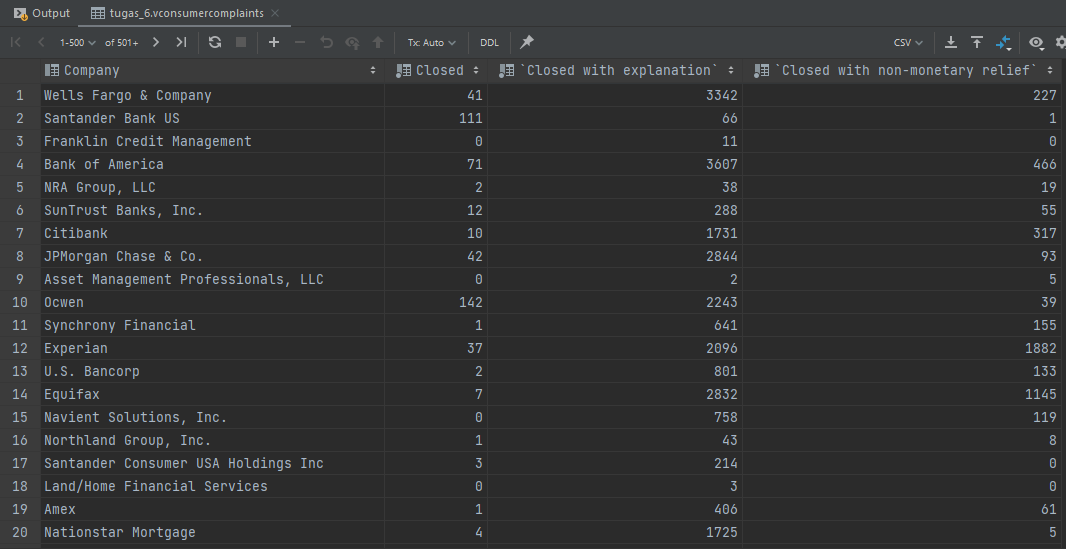 Output tugas_6.vconsumercomplaints
1-500 of 501+ Tx: Auto DDL CSV
Company Closed `Closed with explanation` `Closed with non-monetary relief`
1 Wells Fargo & Company 41 3342 227
2 Santander Bank US 111 66 1
3 Franklin Credit Management 0 11 0
4 Bank of America 71 3607 466
5 NRA Group, LLC 2 38 19
6 SunTrust Banks, Inc. 12 288 55
7 Citibank 10 1731 317
8 JPMorgan Chase & Co. 42 2844 93
9 Asset Management Professionals, LLC 0 2 5
10 Ocwen 142 2243 39
11 Synchrony Financial 1 641 155
12 Experian 37 2096 1882
13 U.S. Bancorp 2 801 133
14 Equifax 7 2832 1145
15 Navient Solutions, Inc. 0 758 119
16 Northland Group, Inc. 1 43 8
17 Santander Consumer USA Holdings Inc 3 214 0
18 Land/Home Financial Services 0 3 0
19 Amex 1 406 61
20 Nationstar Mortgage 4 1725 5